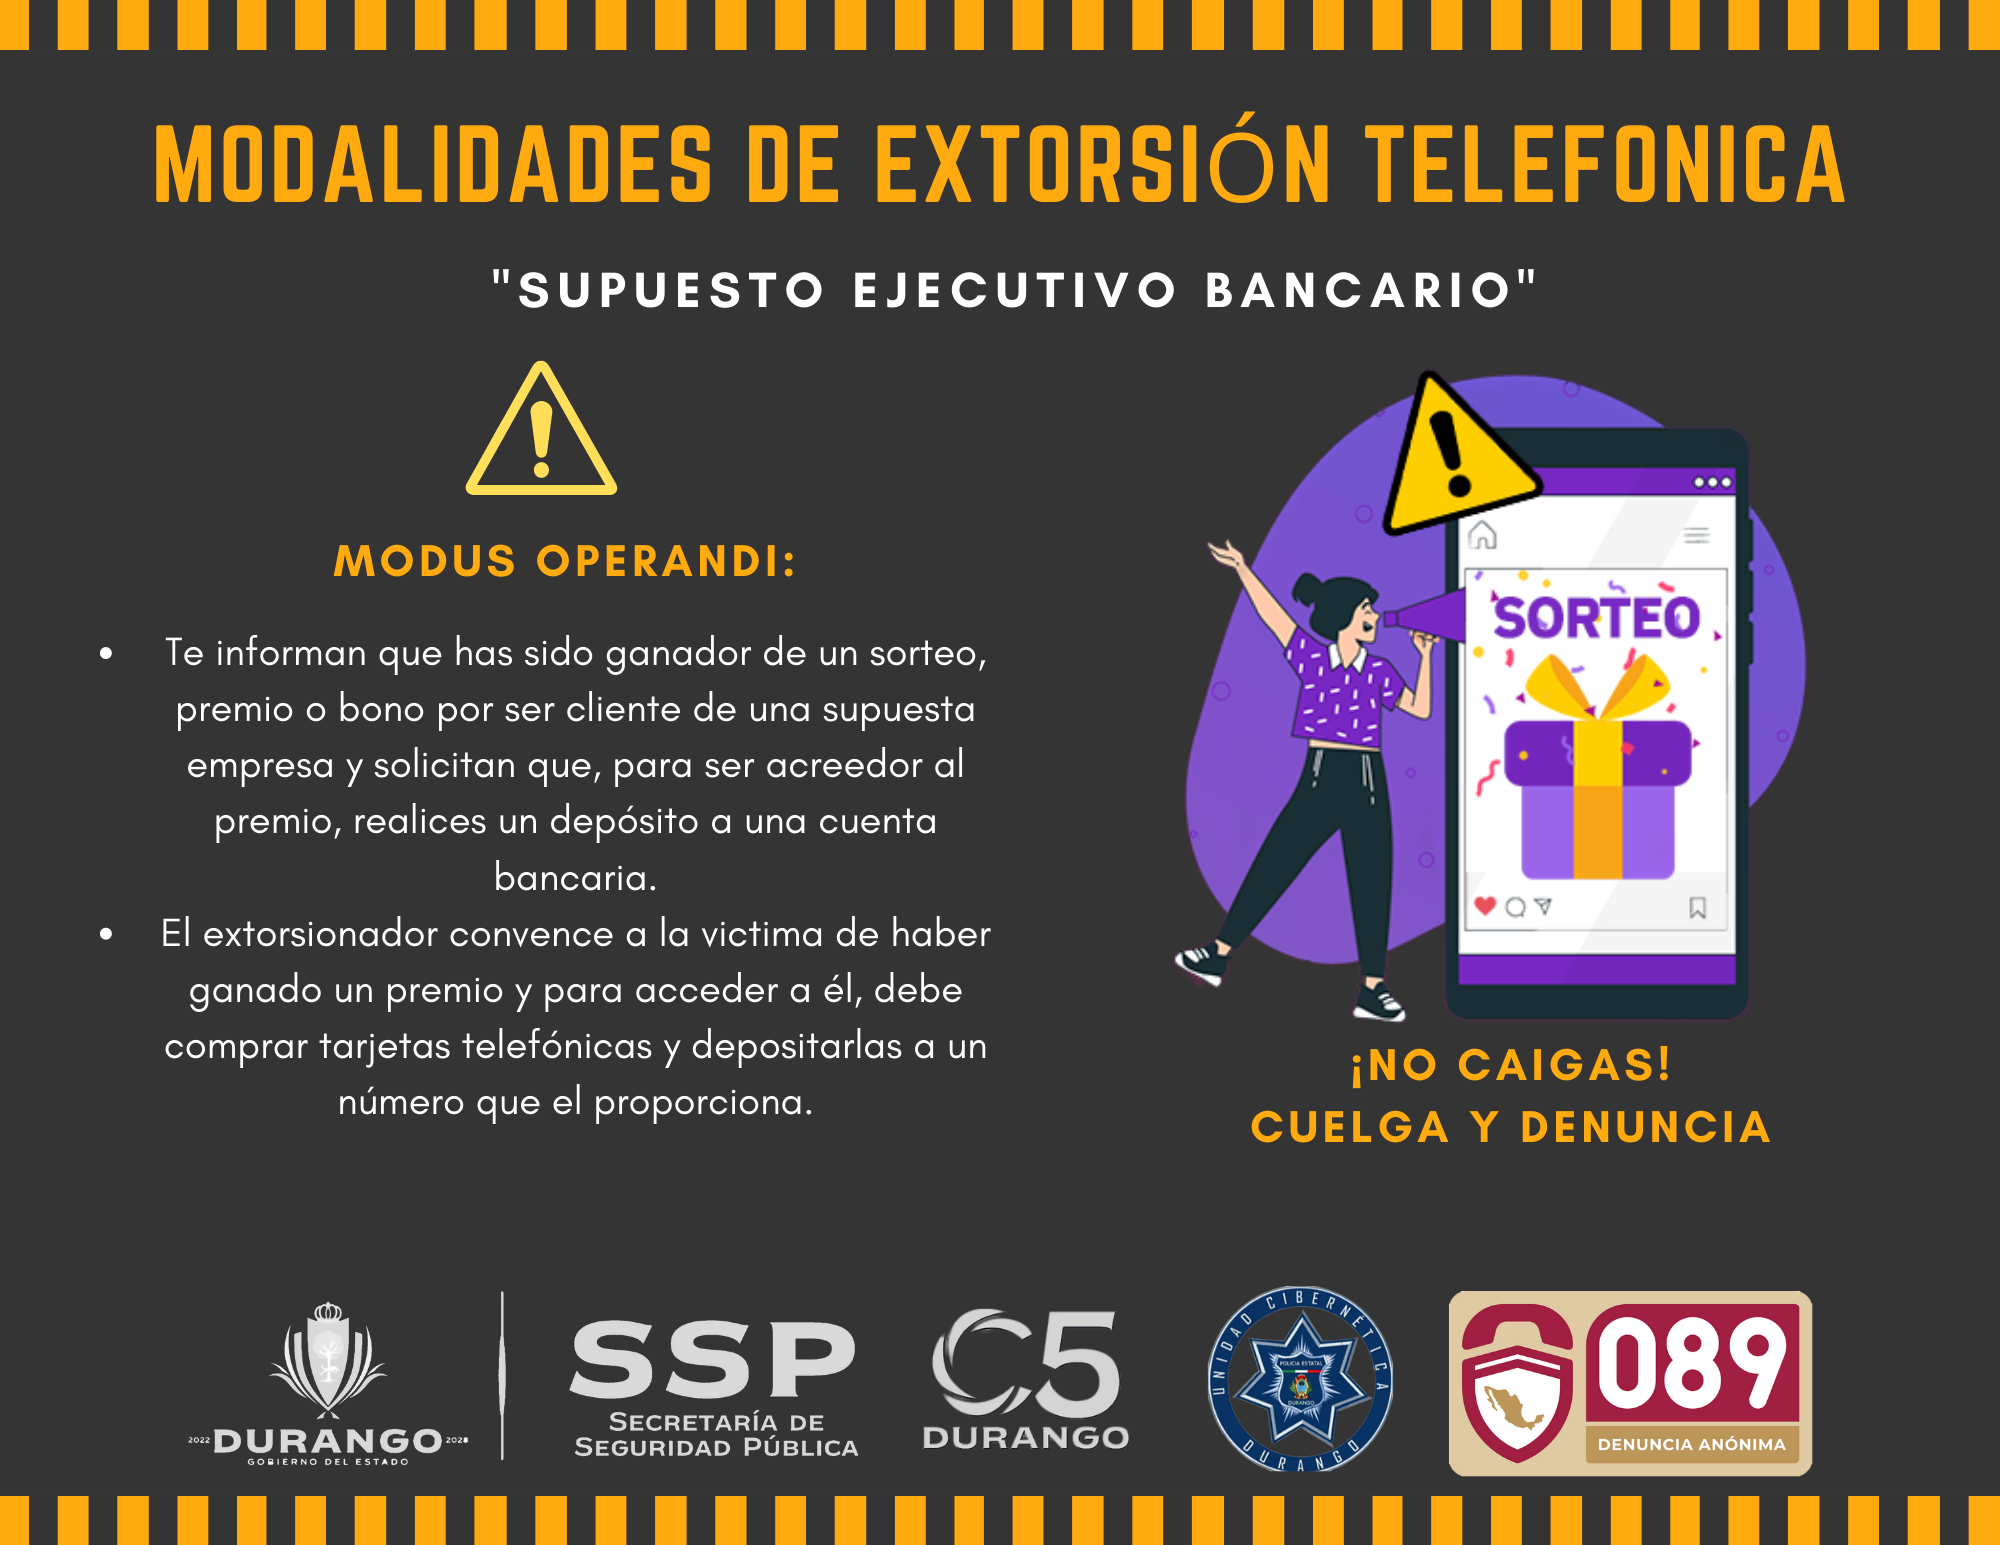 MODALIDADES DE EXTORSIÓN TELEFONICA
"SUPUESTO EJECUTIVO BANCARIO"
MODUS OPERANDI:
• Te informan que has sido ganador de un sorteo,
premio o bono por ser cliente de una supuesta
empresa y solicitan que, para ser acreedor al
premio, realices un depósito a una cuenta
bancaria.
• El extorsionador convence a la victima de haber
ganado un premio y para acceder a él, debe
comprar tarjetas telefónicas y depositarlas a un
número que el proporciona.
SORTEO
¡NO CAIGAS!
CUELGA Y DENUNCIA
2022 DURANGO 2028
GOBIERNO DEL ESTADO
SSP
SECRETARÍA DE
SEGURIDAD PÚBLICA
C5
DURANGO
UNIDAD CIBERNÉTICA
POLICIA ESTATAL
DURANGO
DURANGO
089
DENUNCIA ANÓNIMA